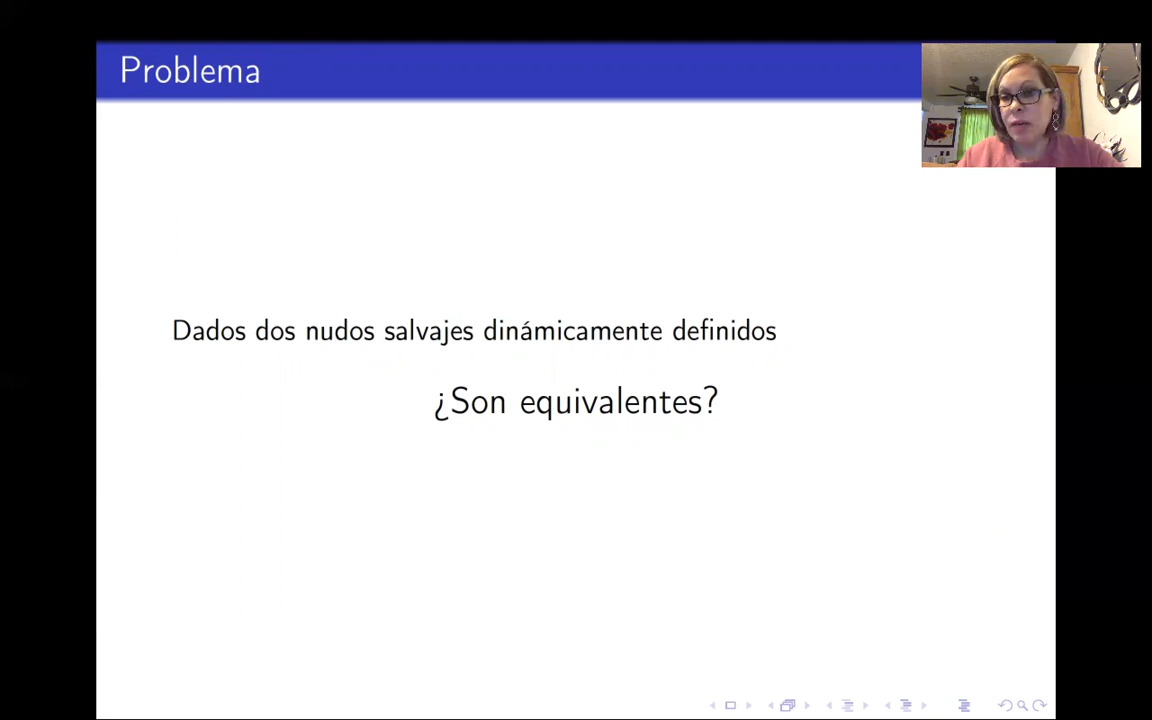 Problema
Dados dos nudos salvajes dinámicamente definidos
¿Son equivalentes?